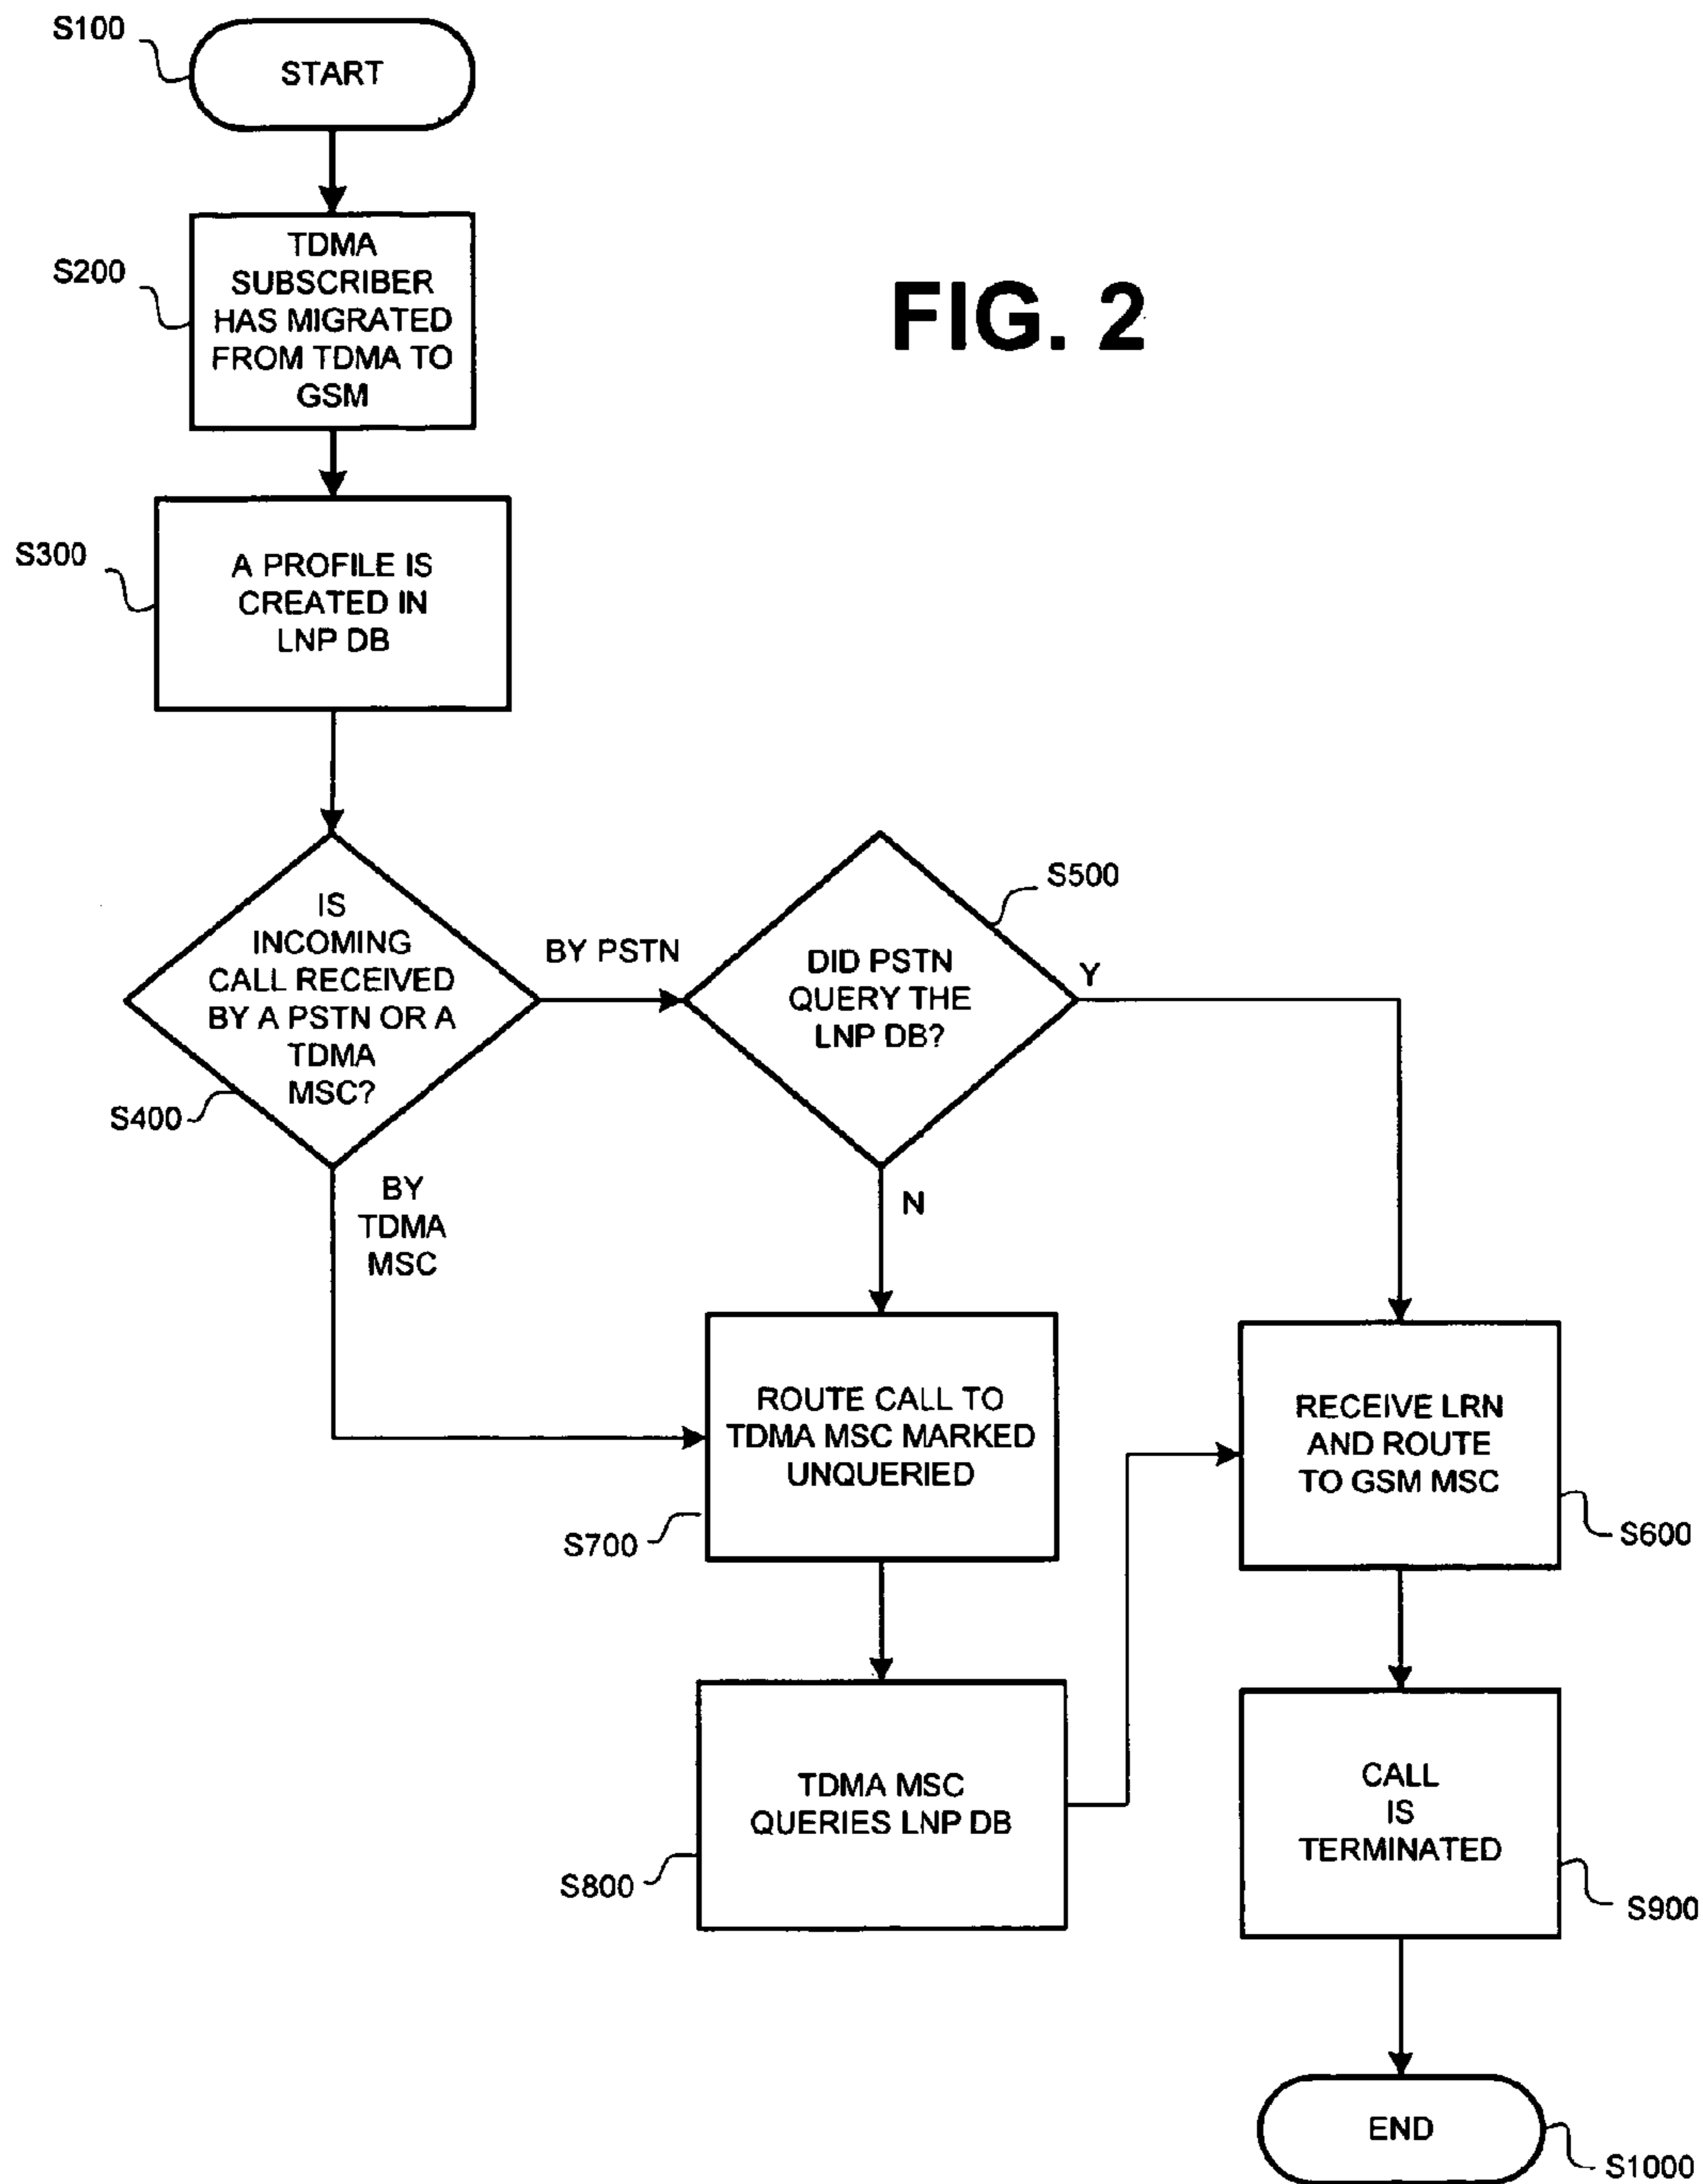 S100
START
S200
TDMA
SUBSCRIBER
HAS MIGRATED
FROM TDMA TO
GSM
FIG. 2
S300
A PROFILE IS
CREATED IN
LNP DB
S400
IS
INCOMING
CALL RECEIVED
BY A PSTN OR A
TDMA
MSC?
BY PSTN
BY
TDMA
MSC
S500
DID PSTN
QUERY THE
LNP DB?
Y
N
ROUTE CALL TO
TDMA MSC MARKED
UNQUERIED
S700
RECEIVE LRN
AND ROUTE
TO GSM MSC
S600
TDMA MSC
QUERIES LNP DB
S800
CALL
IS
TERMINATED
S900
END
S1000